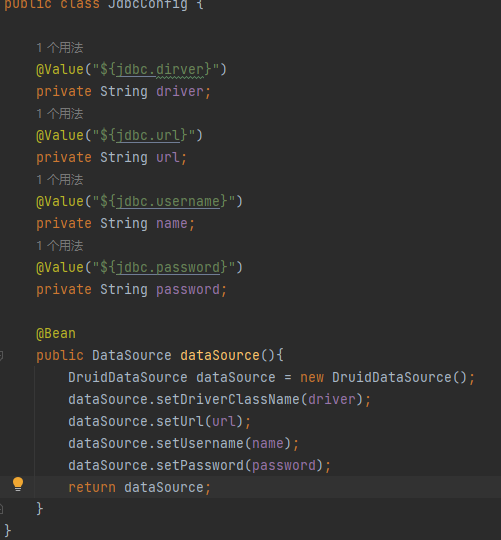 public class JdbcConfig {
1 个用法
@Value("${jdbc.dirver}")
private String driver;
1 个用法
@Value("${jdbc.url}")
private String url;
1 个用法
@Value("${jdbc.username}")
private String name;
1 个用法
@Value("${jdbc.password}")
private String password;
@Bean
public DataSource dataSource(){
DruidDataSource dataSource = new DruidDataSource();
dataSource.setDriverClassName(driver);
dataSource.setUrl(url);
dataSource.setUsername(name);
dataSource.setPassword(password);
return dataSource;
}
}